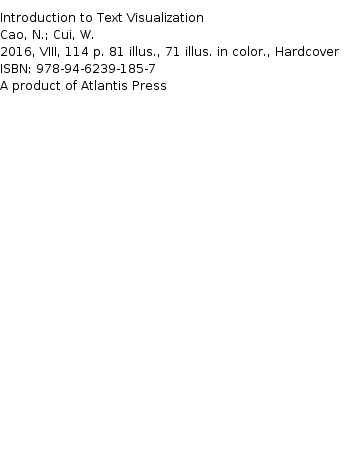 Introduction to Text Visualization
Cao, N.; Cui, W.
2016, VIII, 114 p. 81 illus., 71 illus. in color., Hardcover
ISBN: 978-94-6239-185-7
A product of Atlantis Press